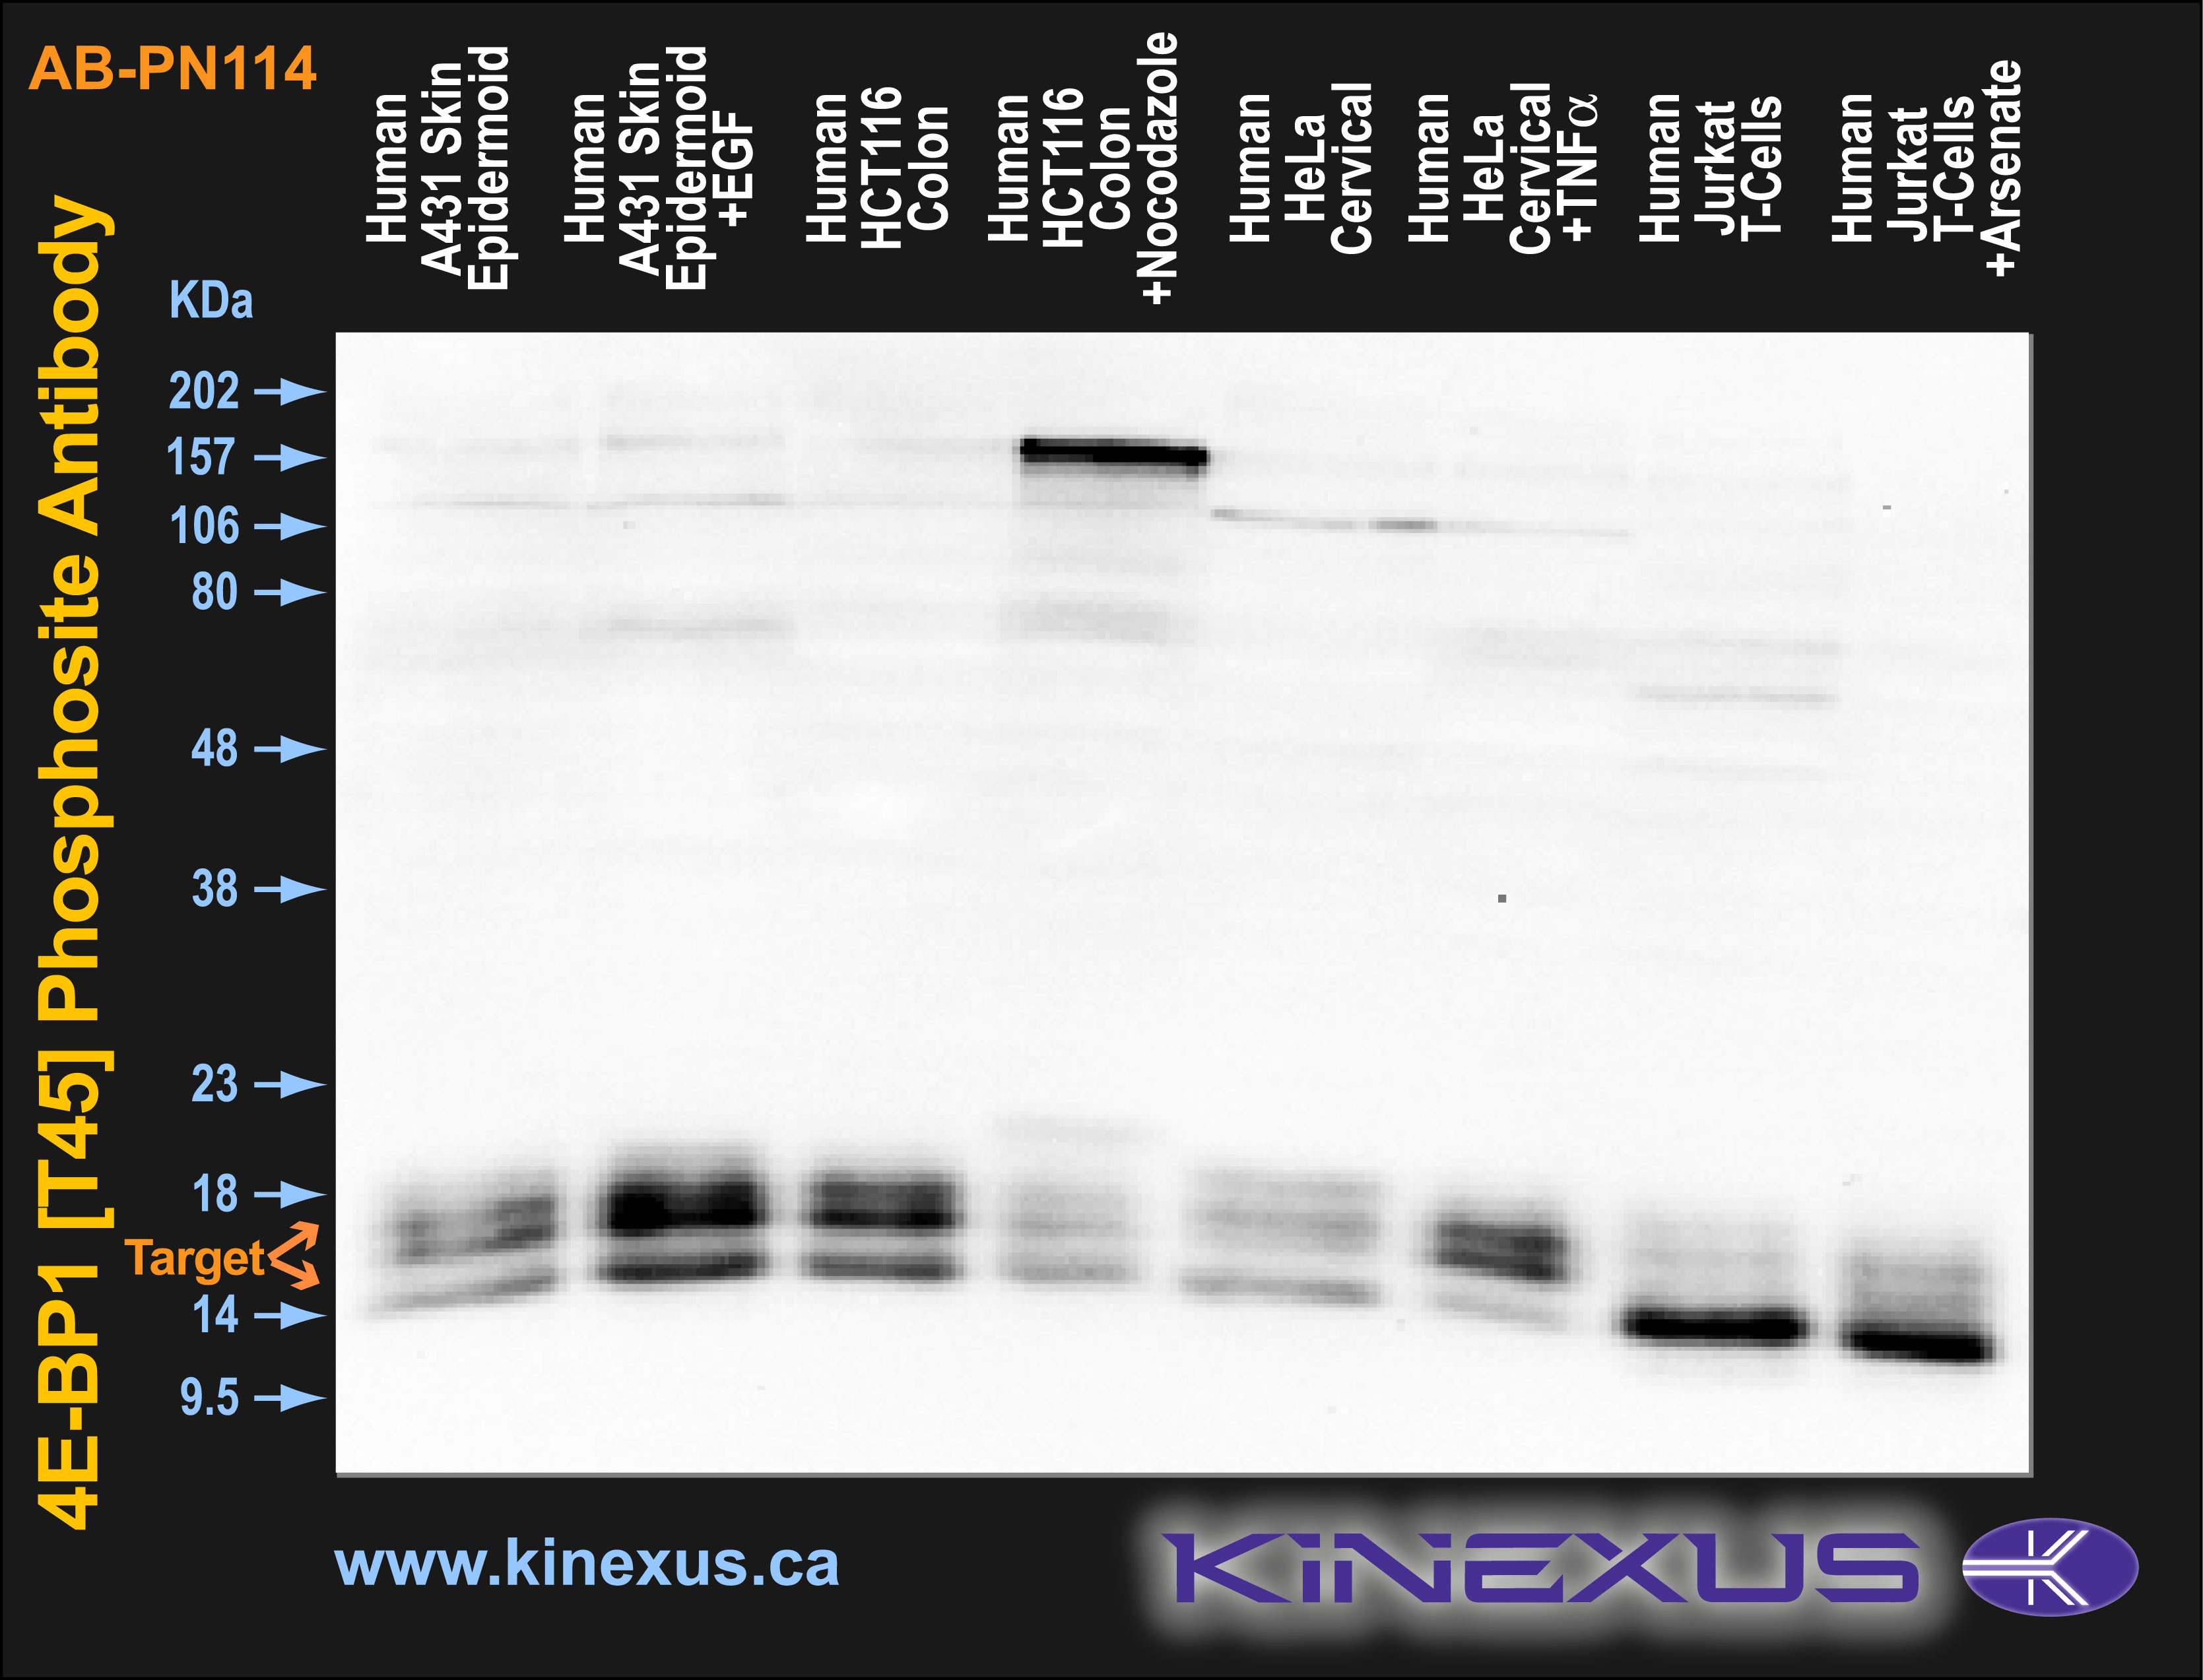 AB-PN114
Human
A431 Skin
Epidermoid
Human
A431 Skin
Epidermoid
+EGF
Human
HCT116
Colon
Human
HCT116
Colon
+Nocodazole
Human
HeLa
Cervical
Human
HeLa
Cervical
+TNFα
Human
Jurkat
T-Cells
Human
Jurkat
T-Cells
+Arsenate
4E-BP1 [T45] Phosphosite Antibody
KDa
202
157
106
80
48
38
23
18
Target
14
9.5
www.kinexus.ca
KiNEXUS